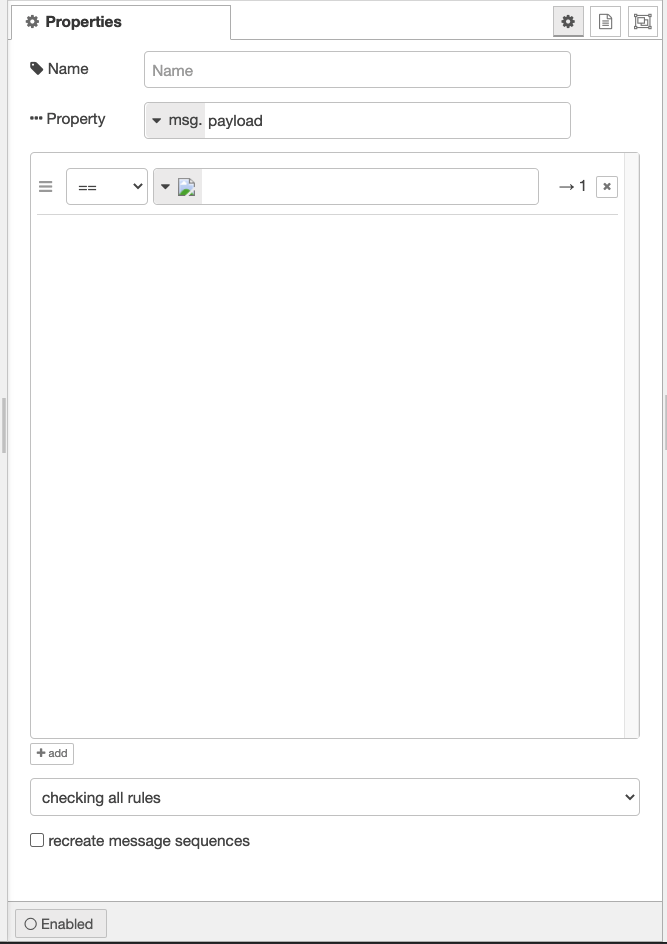 Properties
Name
Name
Property
msg. payload
==
→ 1
add
checking all rules
recreate message sequences
Enabled